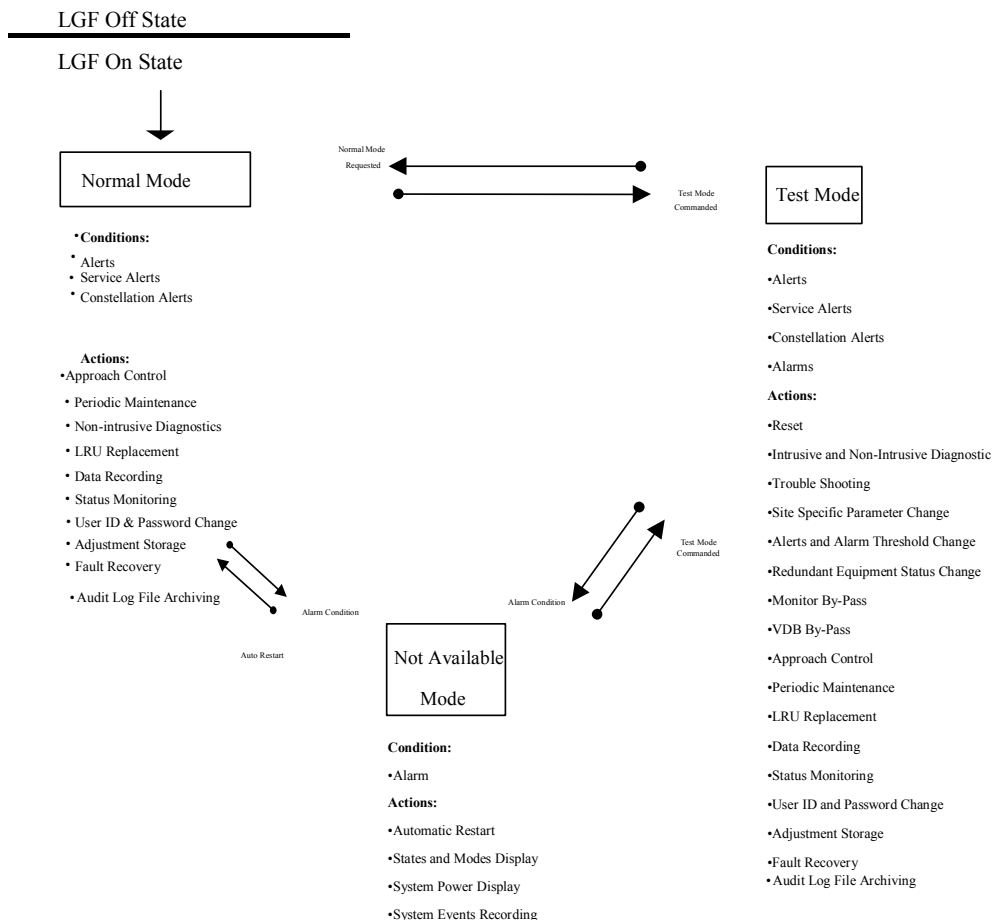 LGF Off State
LGF On State
Normal Mode
Normal Mode
Requested
Test Mode
Commanded
Test Mode
•Conditions:
• Alerts
• Service Alerts
• Constellation Alerts
Actions:
•Approach Control
• Periodic Maintenance
• Non-intrusive Diagnostics
• LRU Replacement
• Data Recording
• Status Monitoring
• User ID & Password Change
• Adjustment Storage
• Fault Recovery
• Audit Log File Archiving
Alarm Condition
Auto Restart
Alarm Condition
Test Mode
Commanded
Not Available
Mode
Condition:
•Alarm
Actions:
•Automatic Restart
•States and Modes Display
•System Power Display
•System Events Recording
Conditions:
•Alerts
•Service Alerts
•Constellation Alerts
•Alarms
Actions:
•Reset
•Intrusive and Non-Intrusive Diagnostic
•Trouble Shooting
•Site Specific Parameter Change
•Alerts and Alarm Threshold Change
•Redundant Equipment Status Change
•Monitor By-Pass
•VDB By-Pass
•Approach Control
•Periodic Maintenance
•LRU Replacement
•Data Recording
•Status Monitoring
•User ID and Password Change
•Adjustment Storage
•Fault Recovery
• Audit Log File Archiving